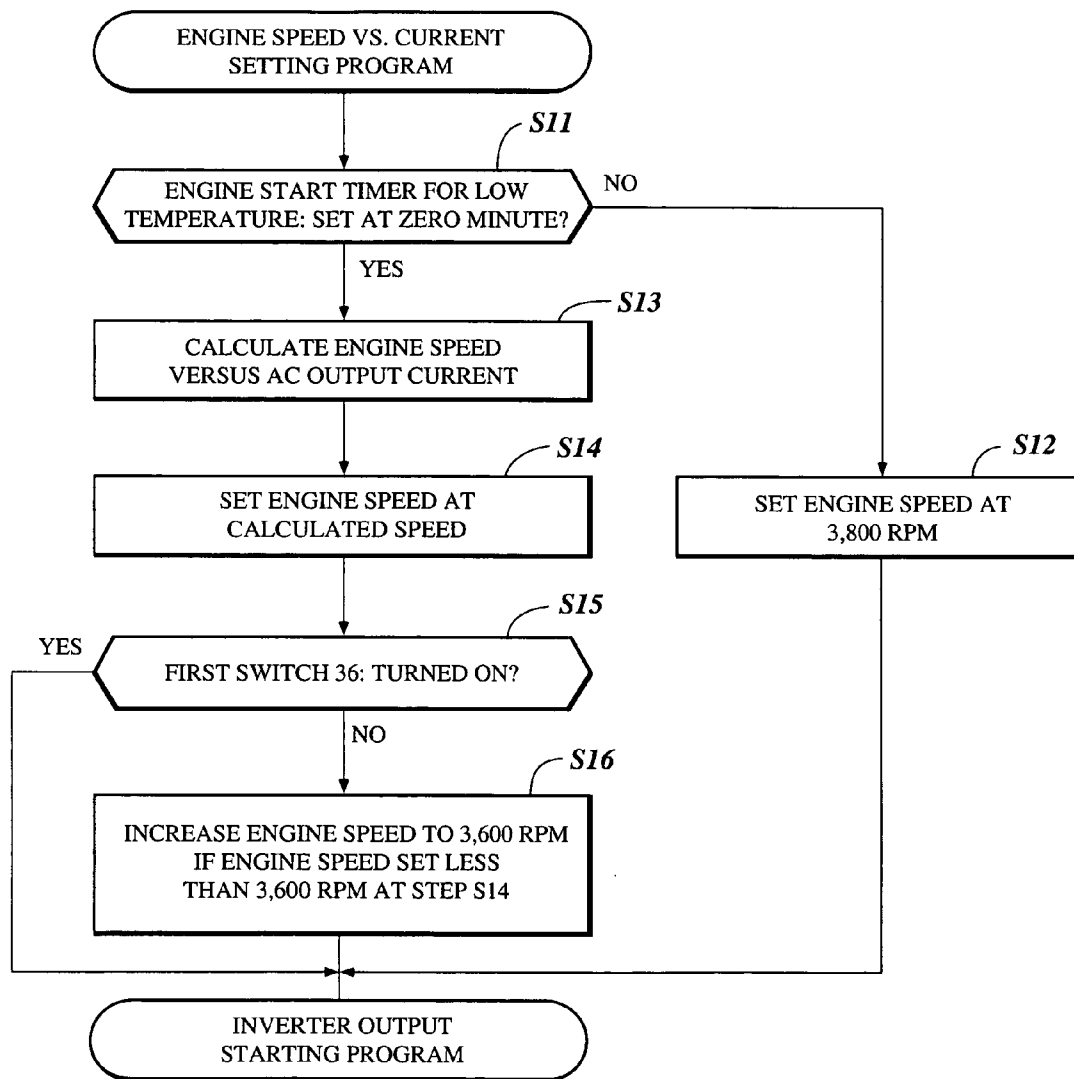 ENGINE SPEED VS. CURRENT
SETTING PROGRAM
S11
ENGINE START TIMER FOR LOW
TEMPERATURE: SET AT ZERO MINUTE?
NO
YES
S13
CALCULATE ENGINE SPEED
VERSUS AC OUTPUT CURRENT
S14
SET ENGINE SPEED AT
CALCULATED SPEED
S12
SET ENGINE SPEED AT
3,800 RPM
S15
YES
FIRST SWITCH 36: TURNED ON?
NO
S16
INCREASE ENGINE SPEED TO 3,600 RPM
IF ENGINE SPEED SET LESS
THAN 3,600 RPM AT STEP S14
INVERTER OUTPUT
STARTING PROGRAM